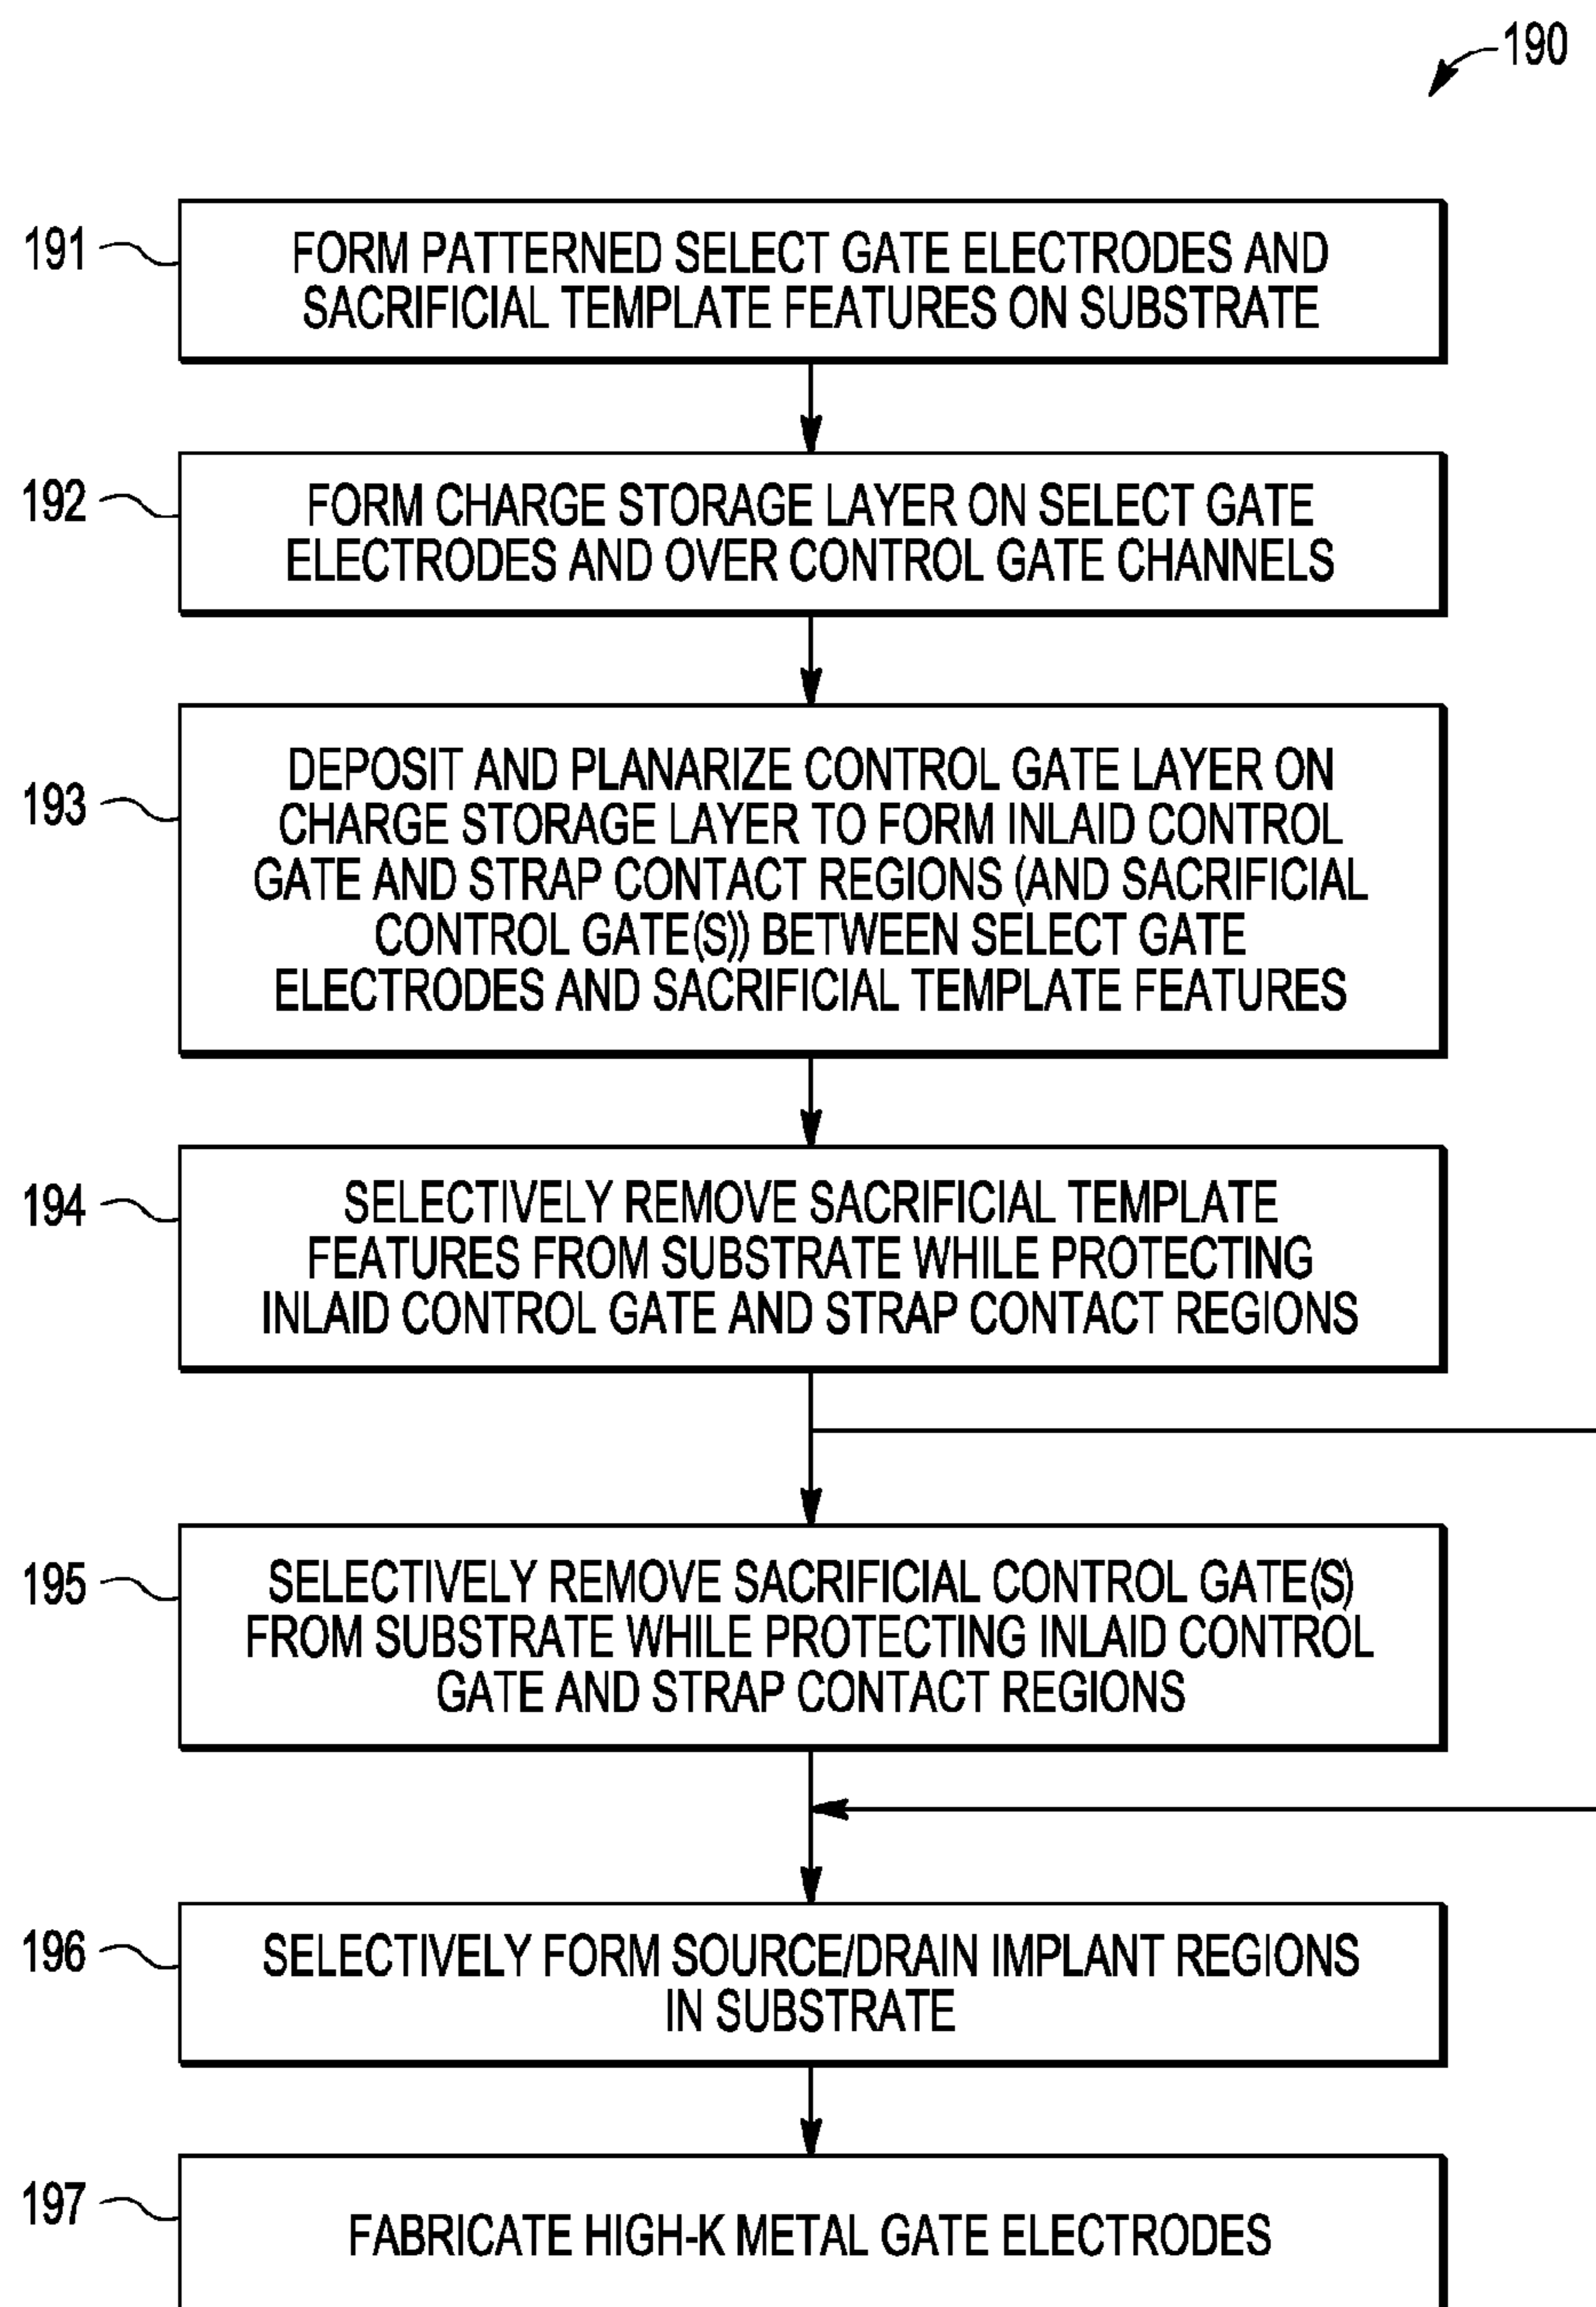 190
191
FORM PATTERNED SELECT GATE ELECTRODES AND
SACRIFICIAL TEMPLATE FEATURES ON SUBSTRATE
192
FORM CHARGE STORAGE LAYER ON SELECT GATE
ELECTRODES AND OVER CONTROL GATE CHANNELS
193
DEPOSIT AND PLANARIZE CONTROL GATE LAYER ON
CHARGE STORAGE LAYER TO FORM INLAID CONTROL
GATE AND STRAP CONTACT REGIONS (AND SACRIFICIAL
CONTROL GATE(S)) BETWEEN SELECT GATE
ELECTRODES AND SACRIFICIAL TEMPLATE FEATURES
194
SELECTIVELY REMOVE SACRIFICIAL TEMPLATE
FEATURES FROM SUBSTRATE WHILE PROTECTING
INLAID CONTROL GATE AND STRAP CONTACT REGIONS
195
SELECTIVELY REMOVE SACRIFICIAL CONTROL GATE(S)
FROM SUBSTRATE WHILE PROTECTING INLAID CONTROL
GATE AND STRAP CONTACT REGIONS
196
SELECTIVELY FORM SOURCE/DRAIN IMPLANT REGIONS
IN SUBSTRATE
197
FABRICATE HIGH-K METAL GATE ELECTRODES